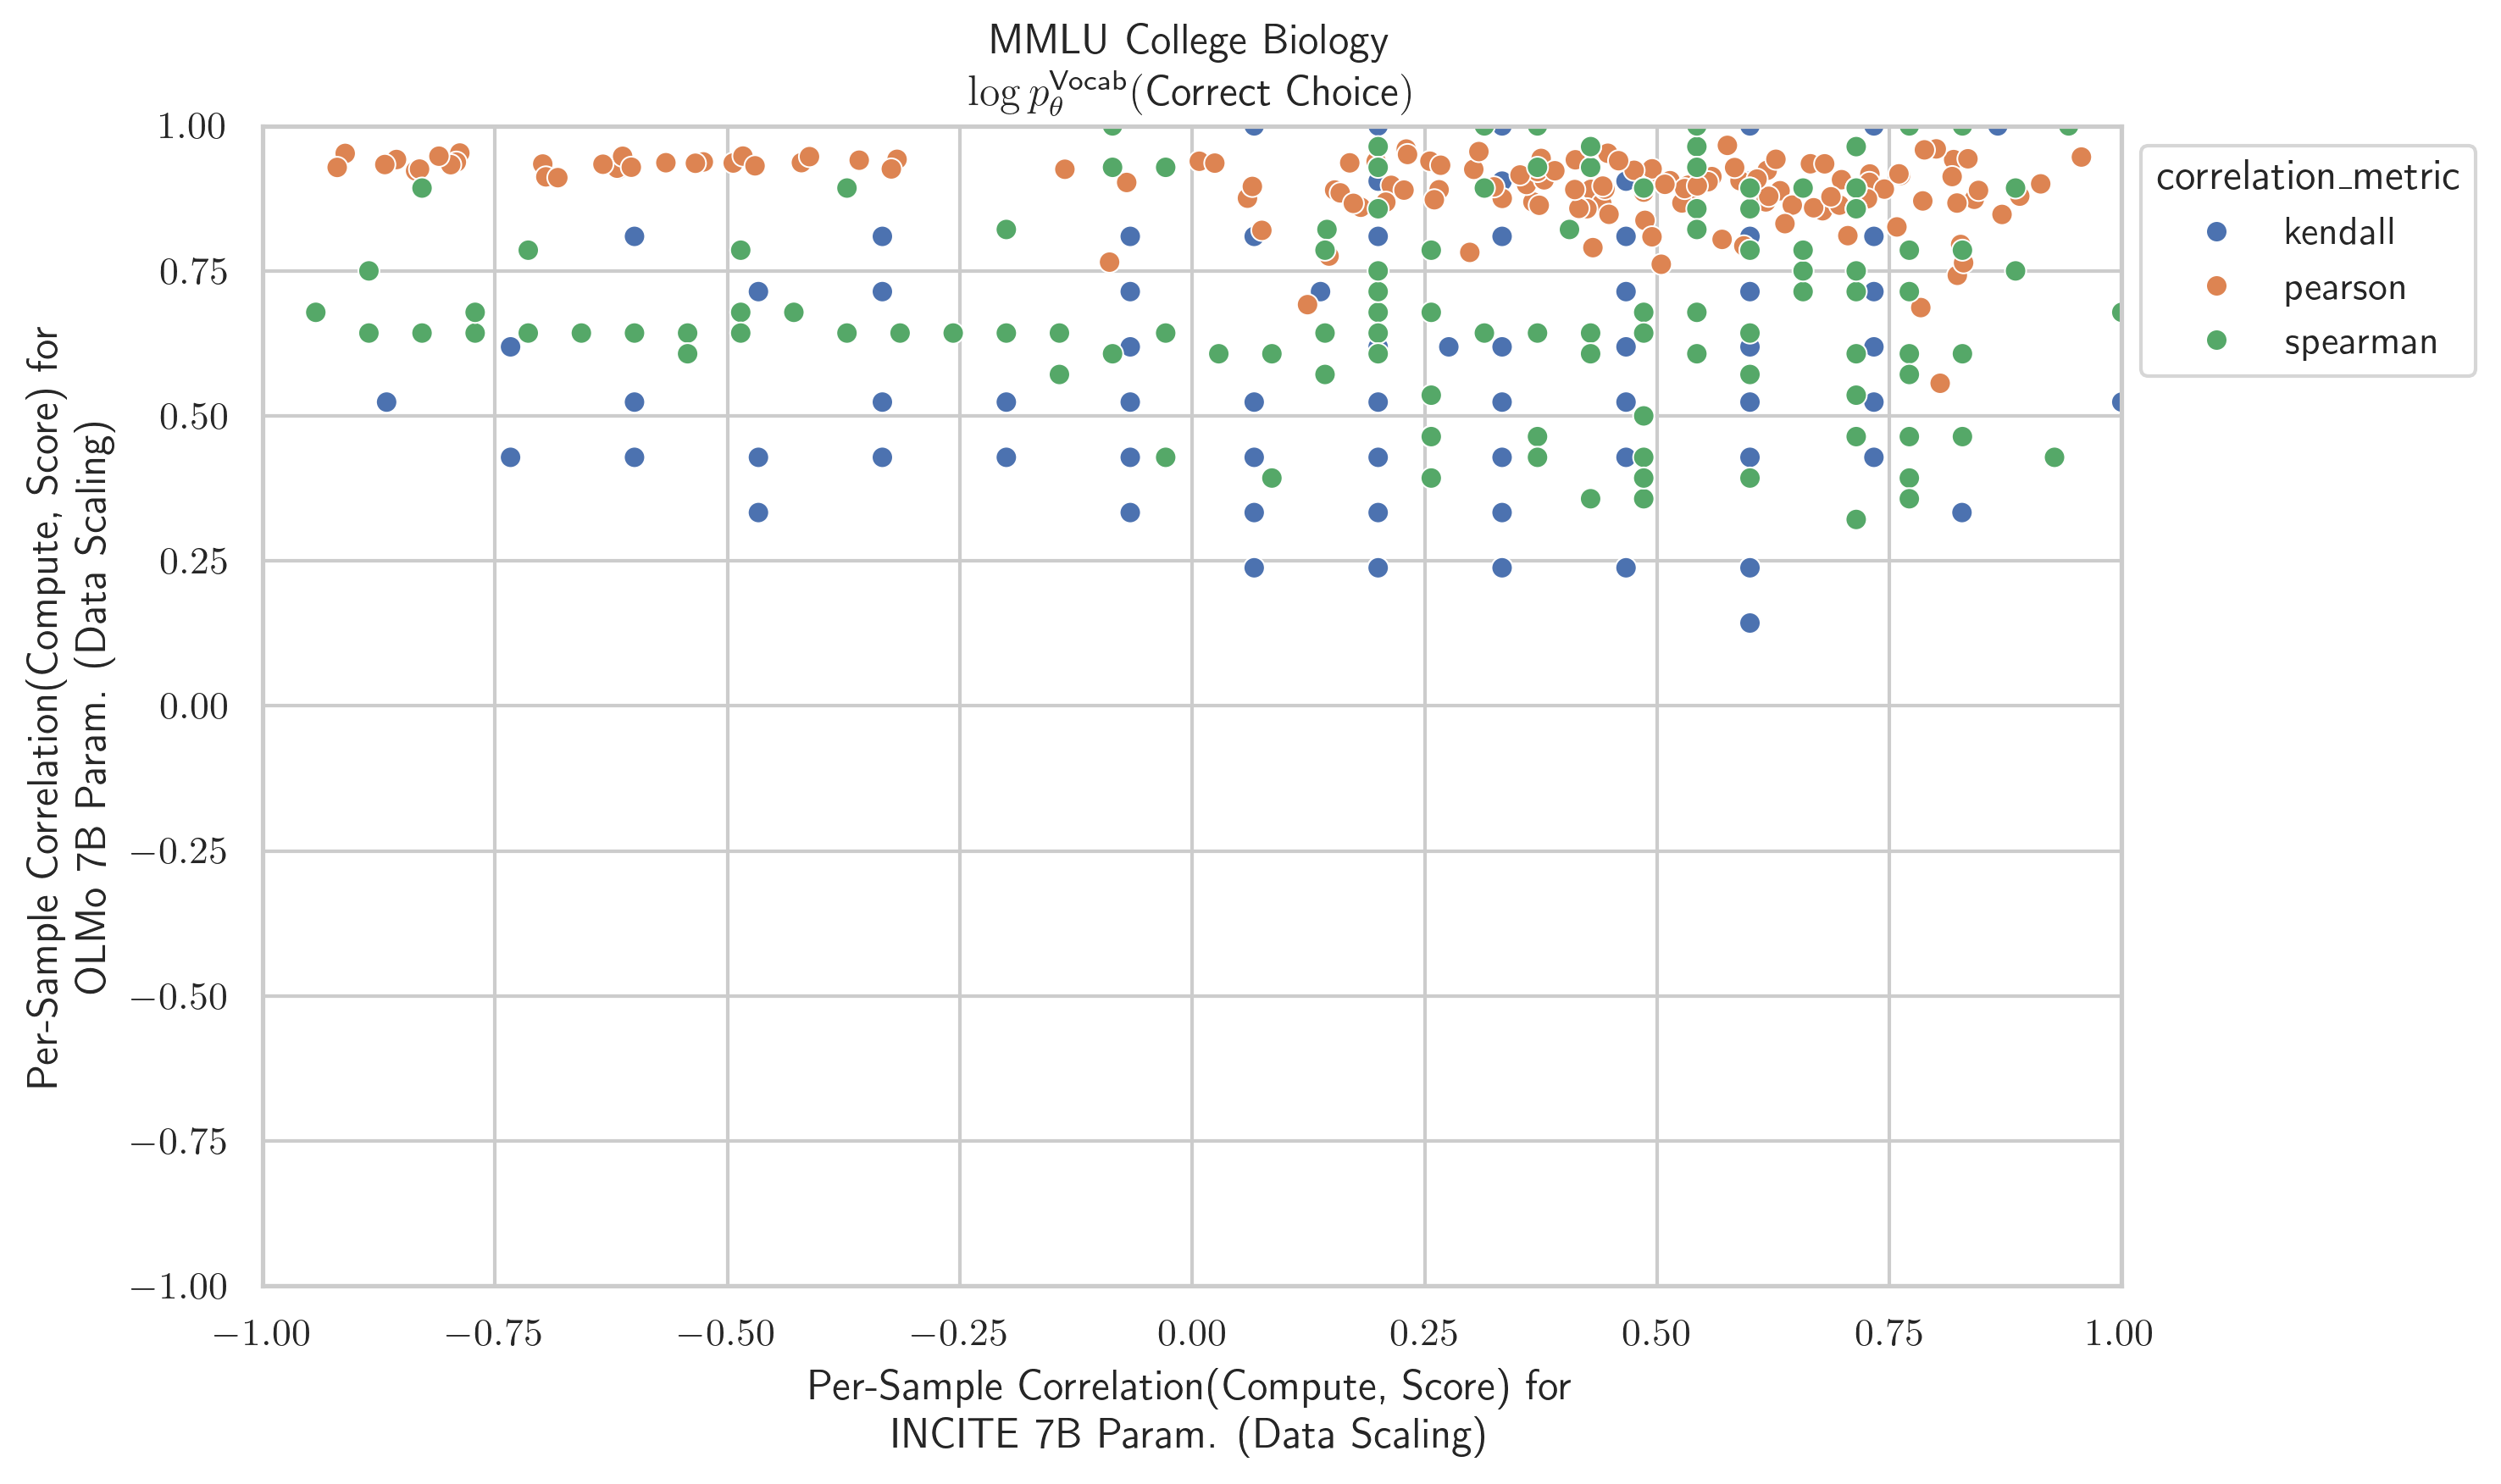 MMLU College Biology
log p_θ^Vocab(Correct Choice)
1.00
0.75
0.50
0.25
0.00
−0.25
−0.50
−0.75
−1.00
Per-Sample Correlation(Compute, Score) for
OLMo 7B Param. (Data Scaling)
−1.00 −0.75 −0.50 −0.25 0.00 0.25 0.50 0.75 1.00
Per-Sample Correlation(Compute, Score) for
INCITE 7B Param. (Data Scaling)
correlation_metric
kendall
pearson
spearman